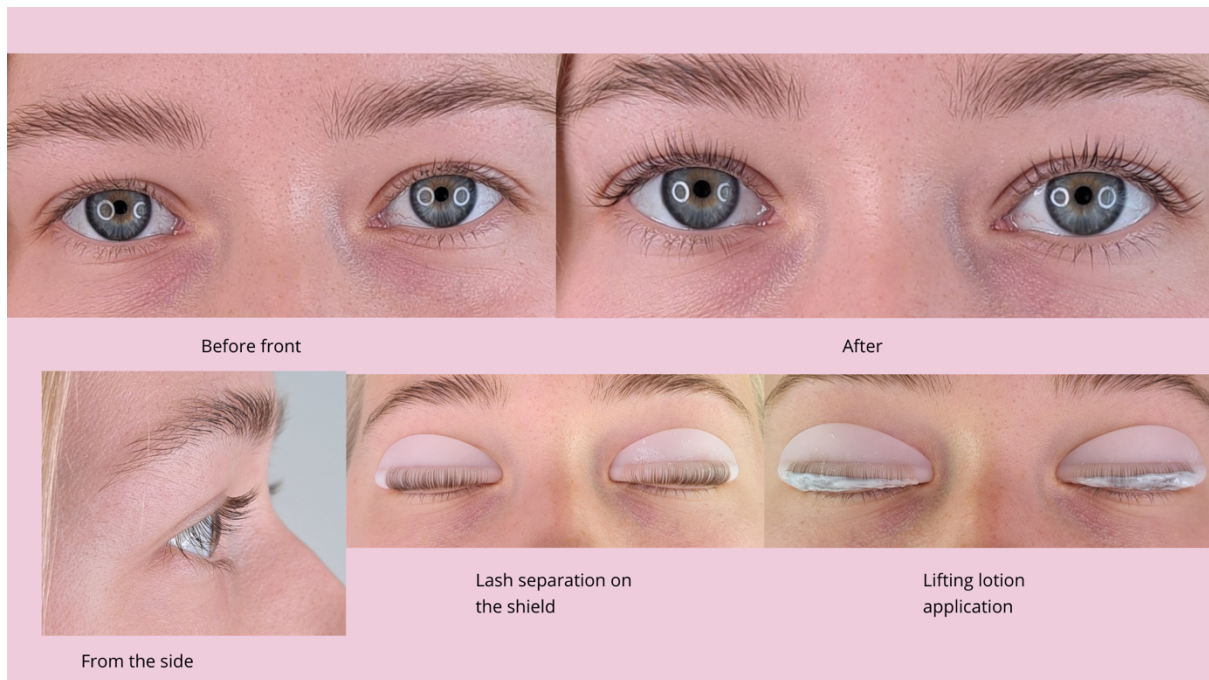 Before front
After
Lash separation on
the shield
Lifting lotion
application
From the side